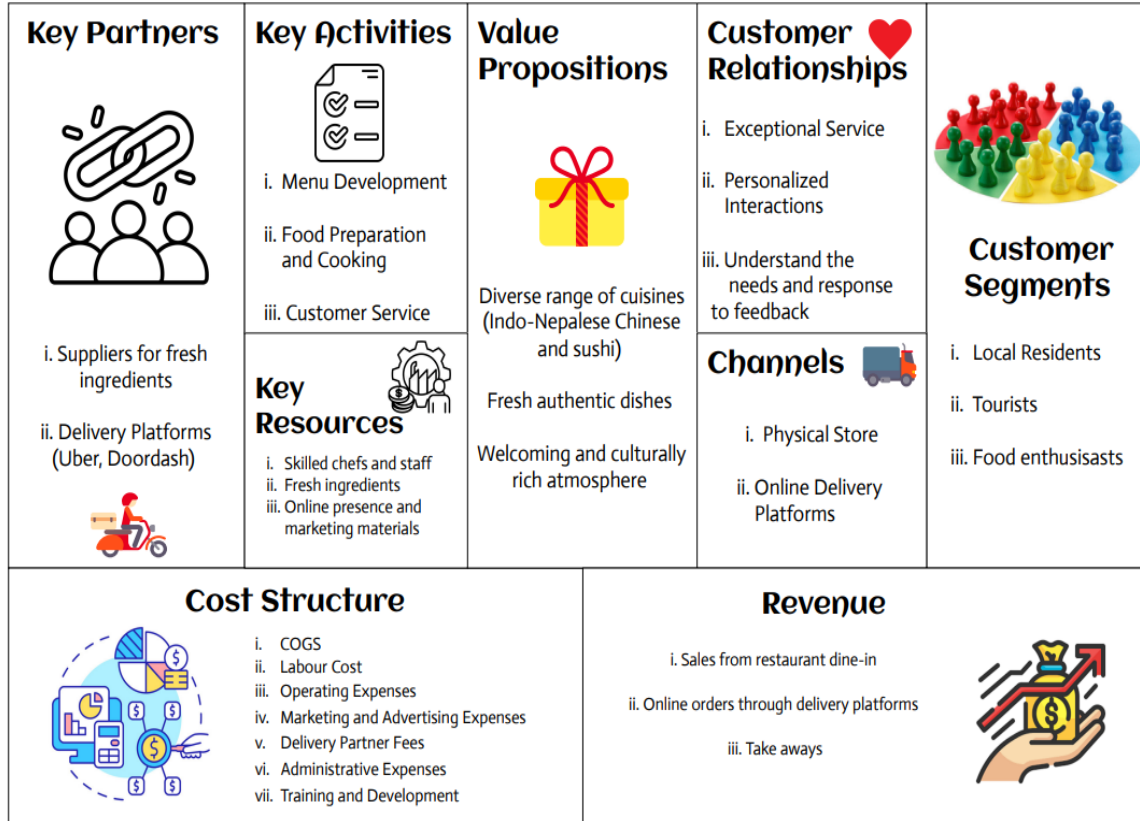 Key Partners
i. Suppliers for fresh
ingredients
ii. Delivery Platforms
(Uber, Doordash)
Key Activities
i. Menu Development
ii. Food Preparation
and Cooking
iii. Customer Service
Key
Resources
i. Skilled chefs and staff
ii. Fresh ingredients
iii. Online presence and
marketing materials
Value
Propositions
Diverse range of cuisines
(Indo-Nepalese Chinese
and sushi)
Fresh authentic dishes
Welcoming and culturally
rich atmosphere
Customer
Relationships
i. Exceptional Service
ii. Personalized
Interactions
iii. Understand the
needs and response
to feedback
Channels
i. Physical Store
ii. Online Delivery
Platforms
Customer
Segments
i. Local Residents
ii. Tourists
iii. Food enthusisasts
Cost Structure
i. COGS
ii. Labour Cost
iii. Operating Expenses
iv. Marketing and Advertising Expenses
v. Delivery Partner Fees
vi. Administrative Expenses
vii. Training and Development
Revenue
i. Sales from restaurant dine-in
ii. Online orders through delivery platforms
iii. Take aways